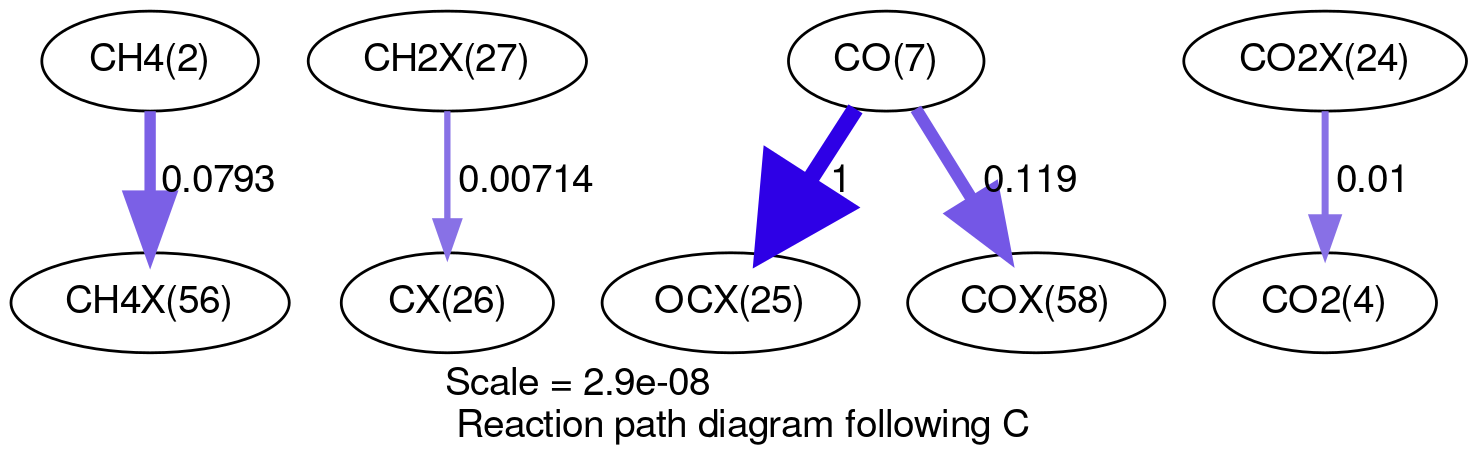 CH4(2)
CH2X(27)
CO(7)
CO2X(24)
0.0793
0.00714
1
0.119
0.01
CH4X(56)
CX(26)
OCX(25)
COX(58)
CO2(4)
Scale = 2.9e-08
Reaction path diagram following C